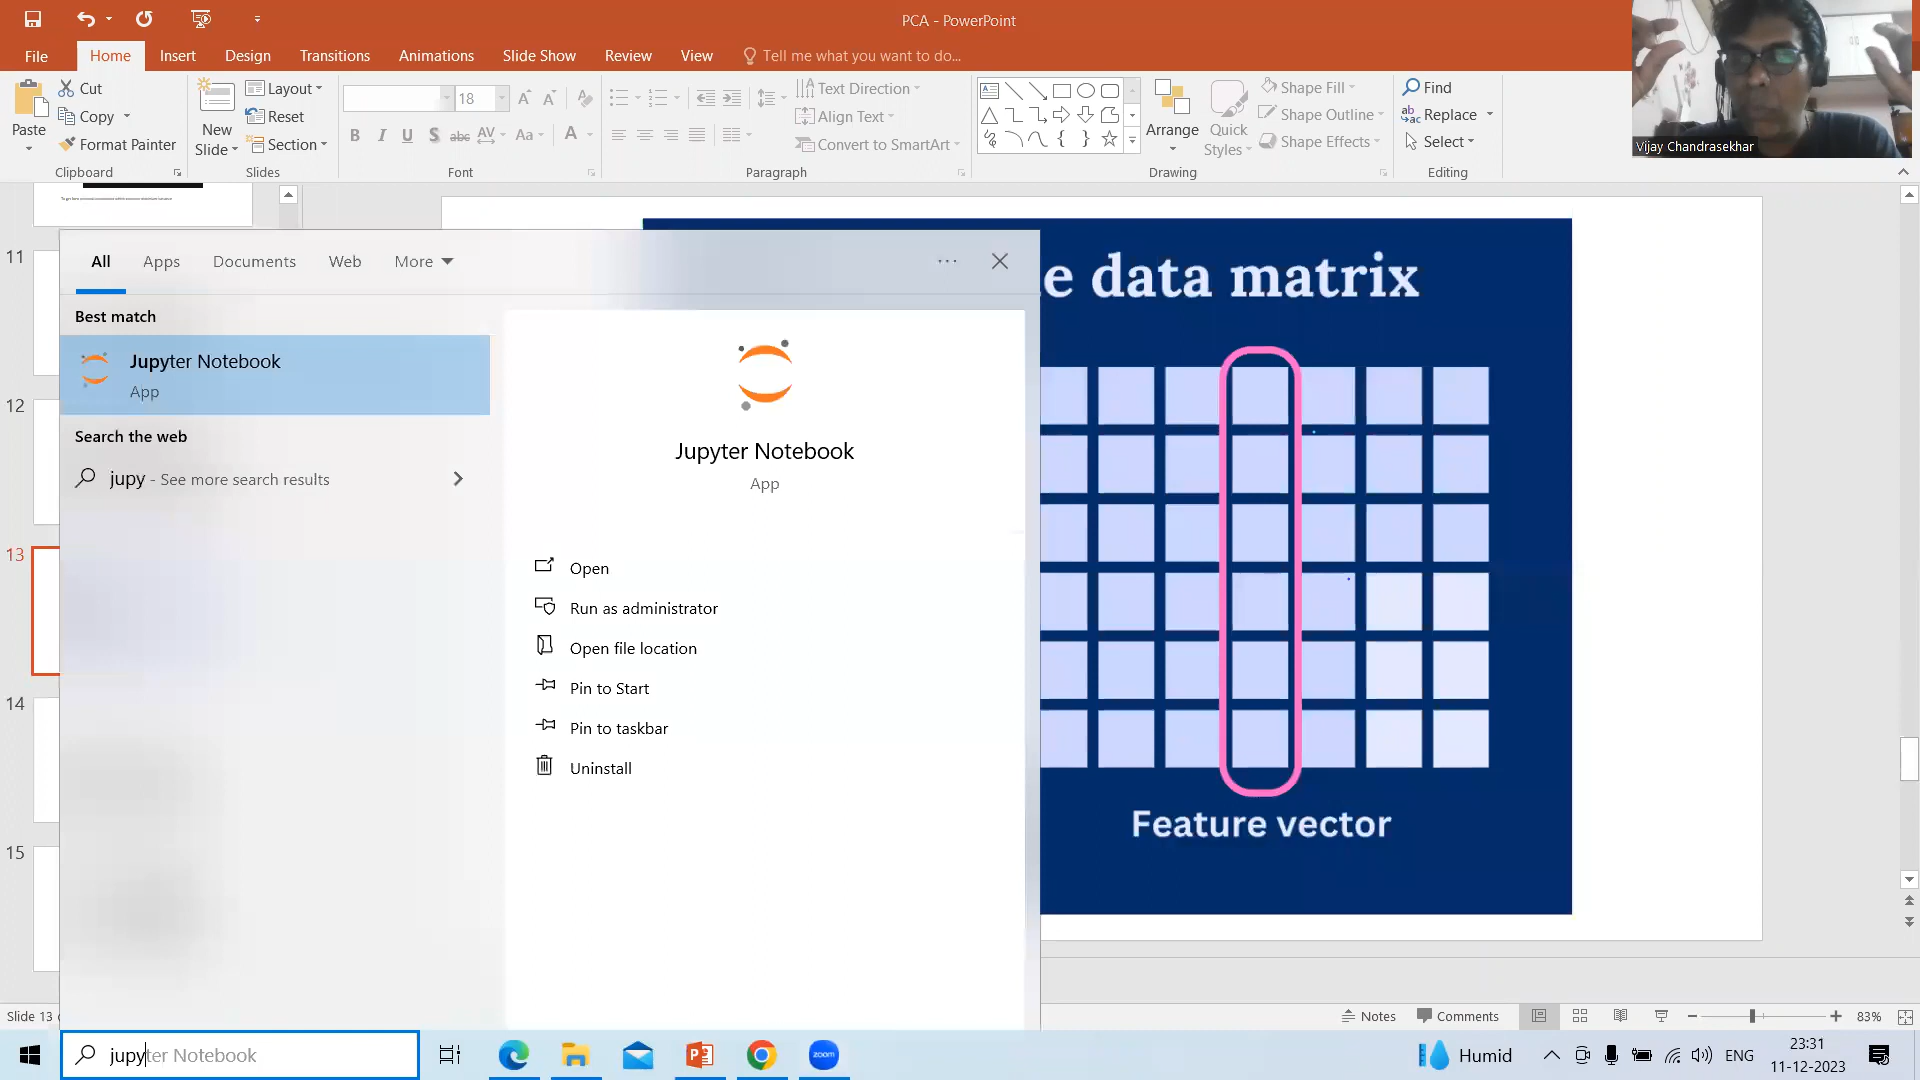 PCA - PowerPoint
File Home Insert Design Transitions Animations Slide Show Review View Tell me what you want to do...
Cut
Copy
Format Painter
Paste
Clipboard
New Slide
Layout
Reset
Section
Slides
18
Font
Text Direction
Align Text
Convert to SmartArt
Paragraph
Arrange
Quick Styles
Shape Fill
Shape Outline
Shape Effects
Drawing
Find
Replace
Select
Editing
Vijay Chandrasekhar
11
12
13
14
15
All Apps Documents Web More
Best match
Jupyter Notebook
App
Search the web
jupy - See more search results
Jupyter Notebook
App
Open
Run as administrator
Open file location
Pin to Start
Pin to taskbar
Uninstall
e data matrix
Feature vector
Slide 13
Notes Comments 83%
jupyter Notebook
zoom
Humid
ENG
23:31
11-12-2023